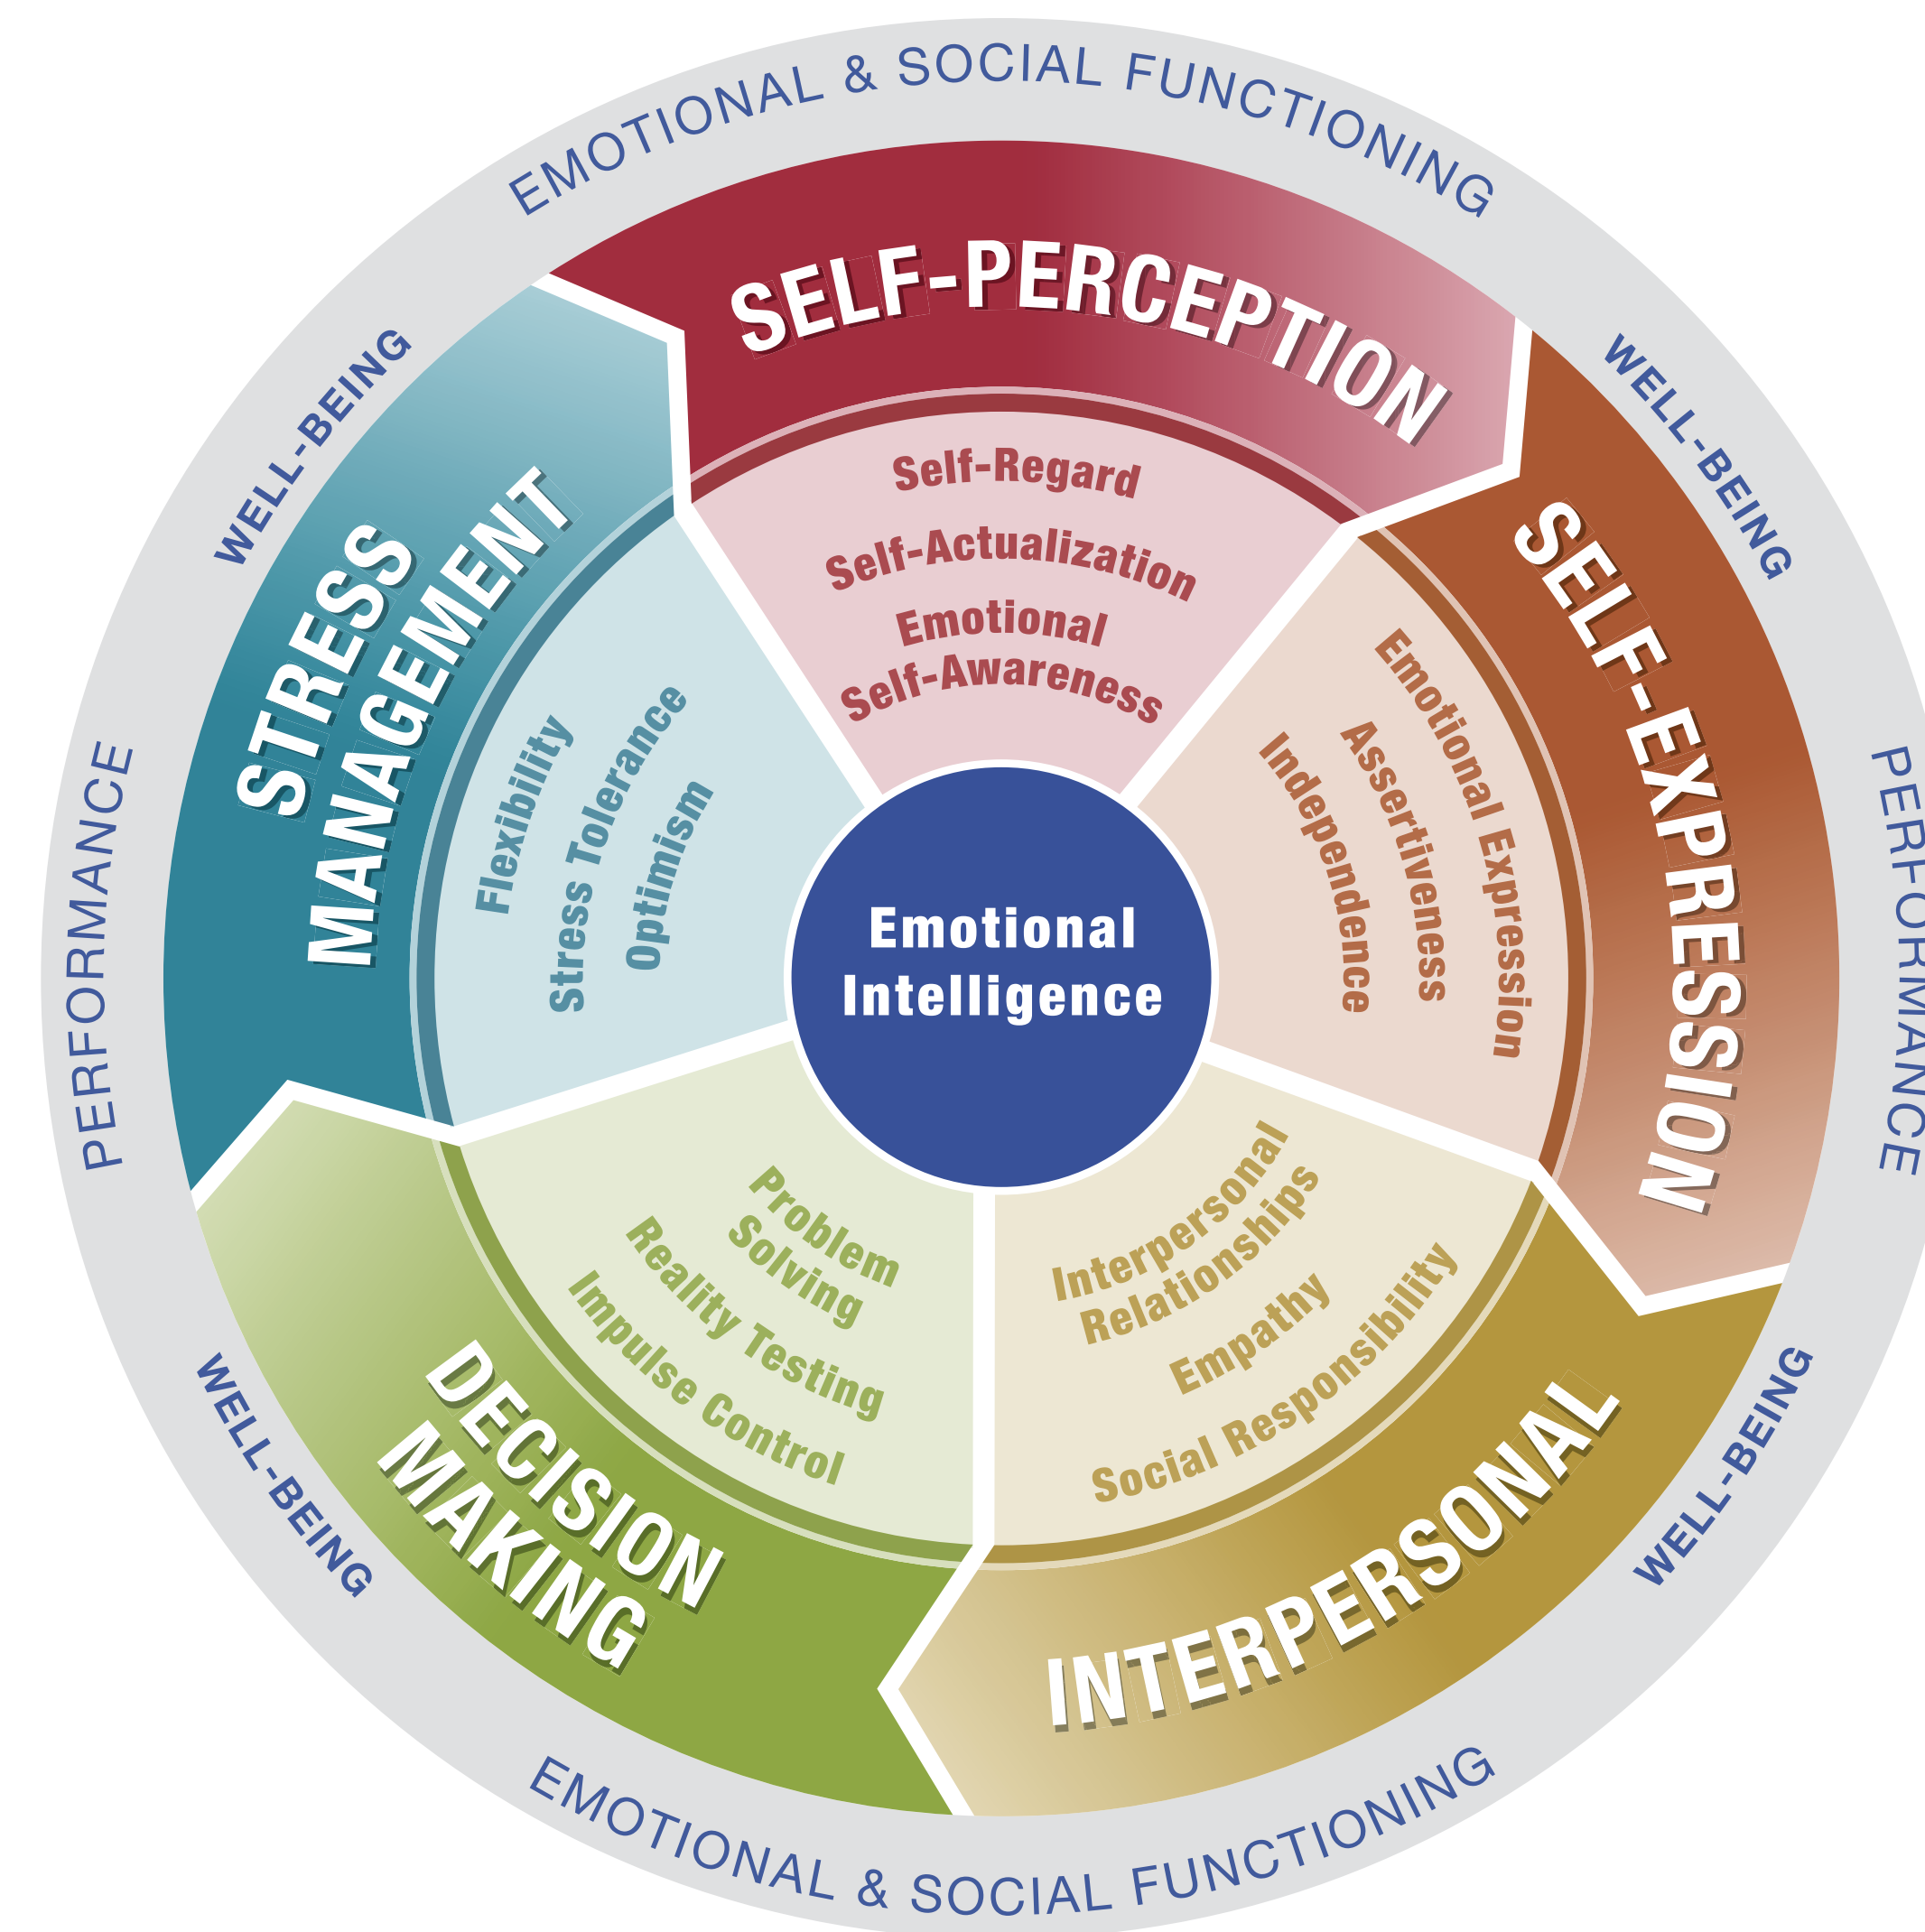 EMOTIONAL & SOCIAL FUNCTIONING
WELL-BEING
PERFORMANCE
WELL-BEING
EMOTIONAL & SOCIAL FUNCTIONING
WELL-BEING
PERFORMANCE
WELL-BEING
SELF-PERCEPTION
Self-Regard
Self-Actualization
Emotional
Self-Awareness
SELF-EXPRESSION
Emotional Expression
Assertiveness
Independence
INTERPERSONAL
Interpersonal
Relationships
Empathy
Social Responsibility
DECISION
MAKING
Problem
Solving
Reality Testing
Impulse Control
STRESS
MANAGEMENT
Flexibility
Stress Tolerance
Optimism
Emotional
Intelligence